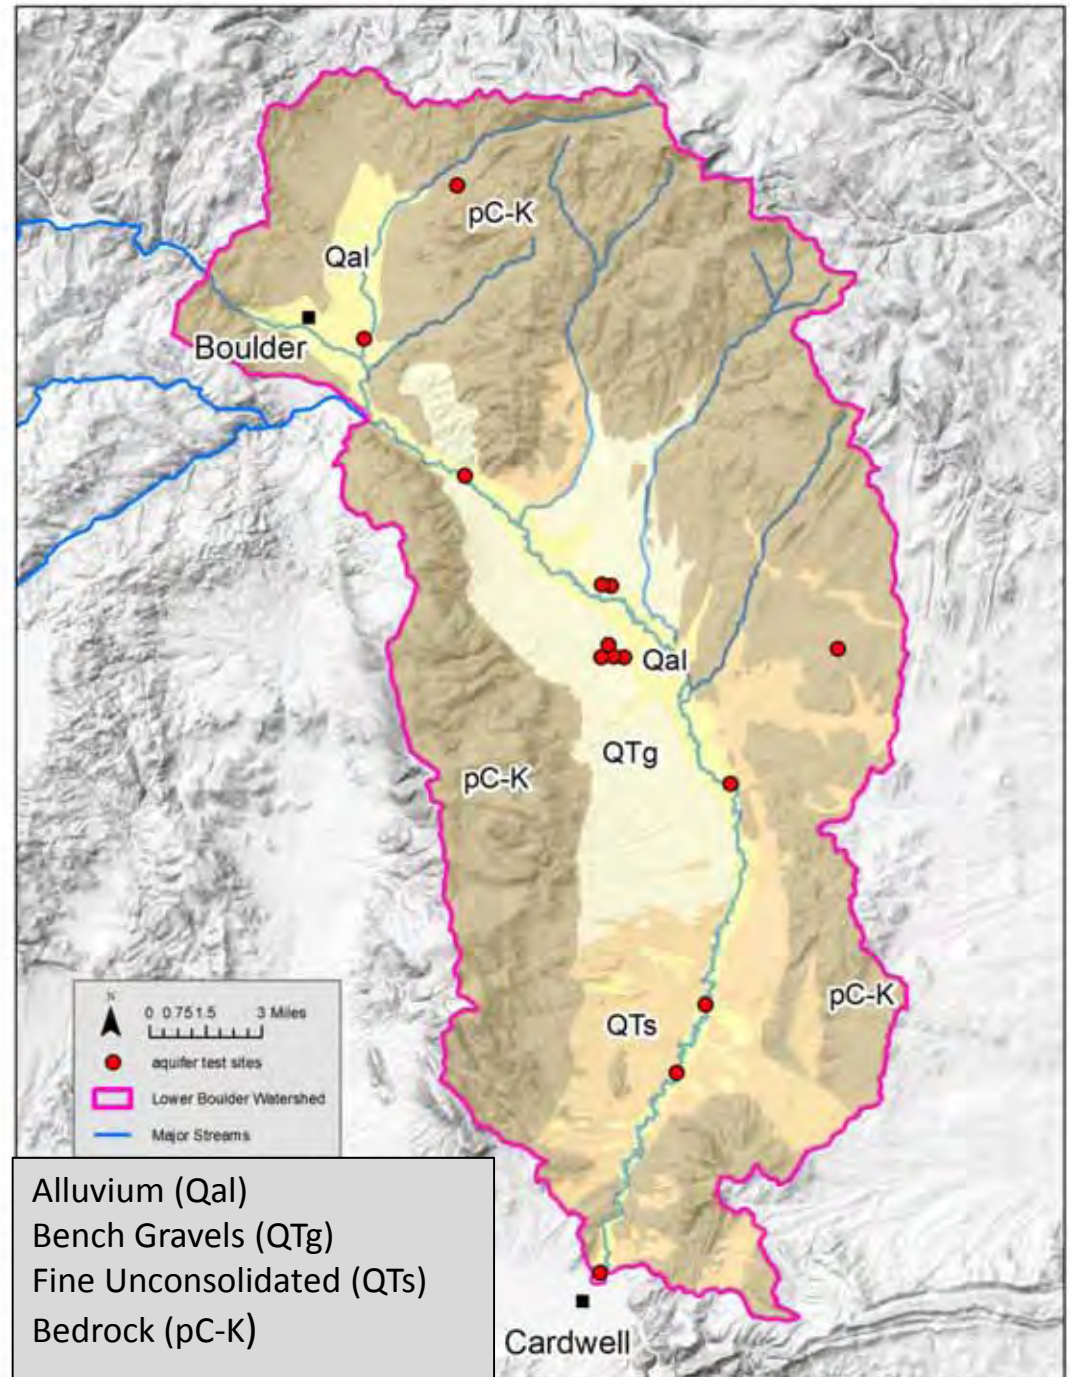 pC-K
Qal
Boulder
Qal
QTg
pC-K
pC-K
QTs
N
0 0.75 1.5 3 Miles
aquifer test sites
Lower Boulder Watershed
Major Streams
Alluvium (Qal)
Bench Gravels (QTg)
Fine Unconsolidated (QTs)
Bedrock (pC-K)
Cardwell